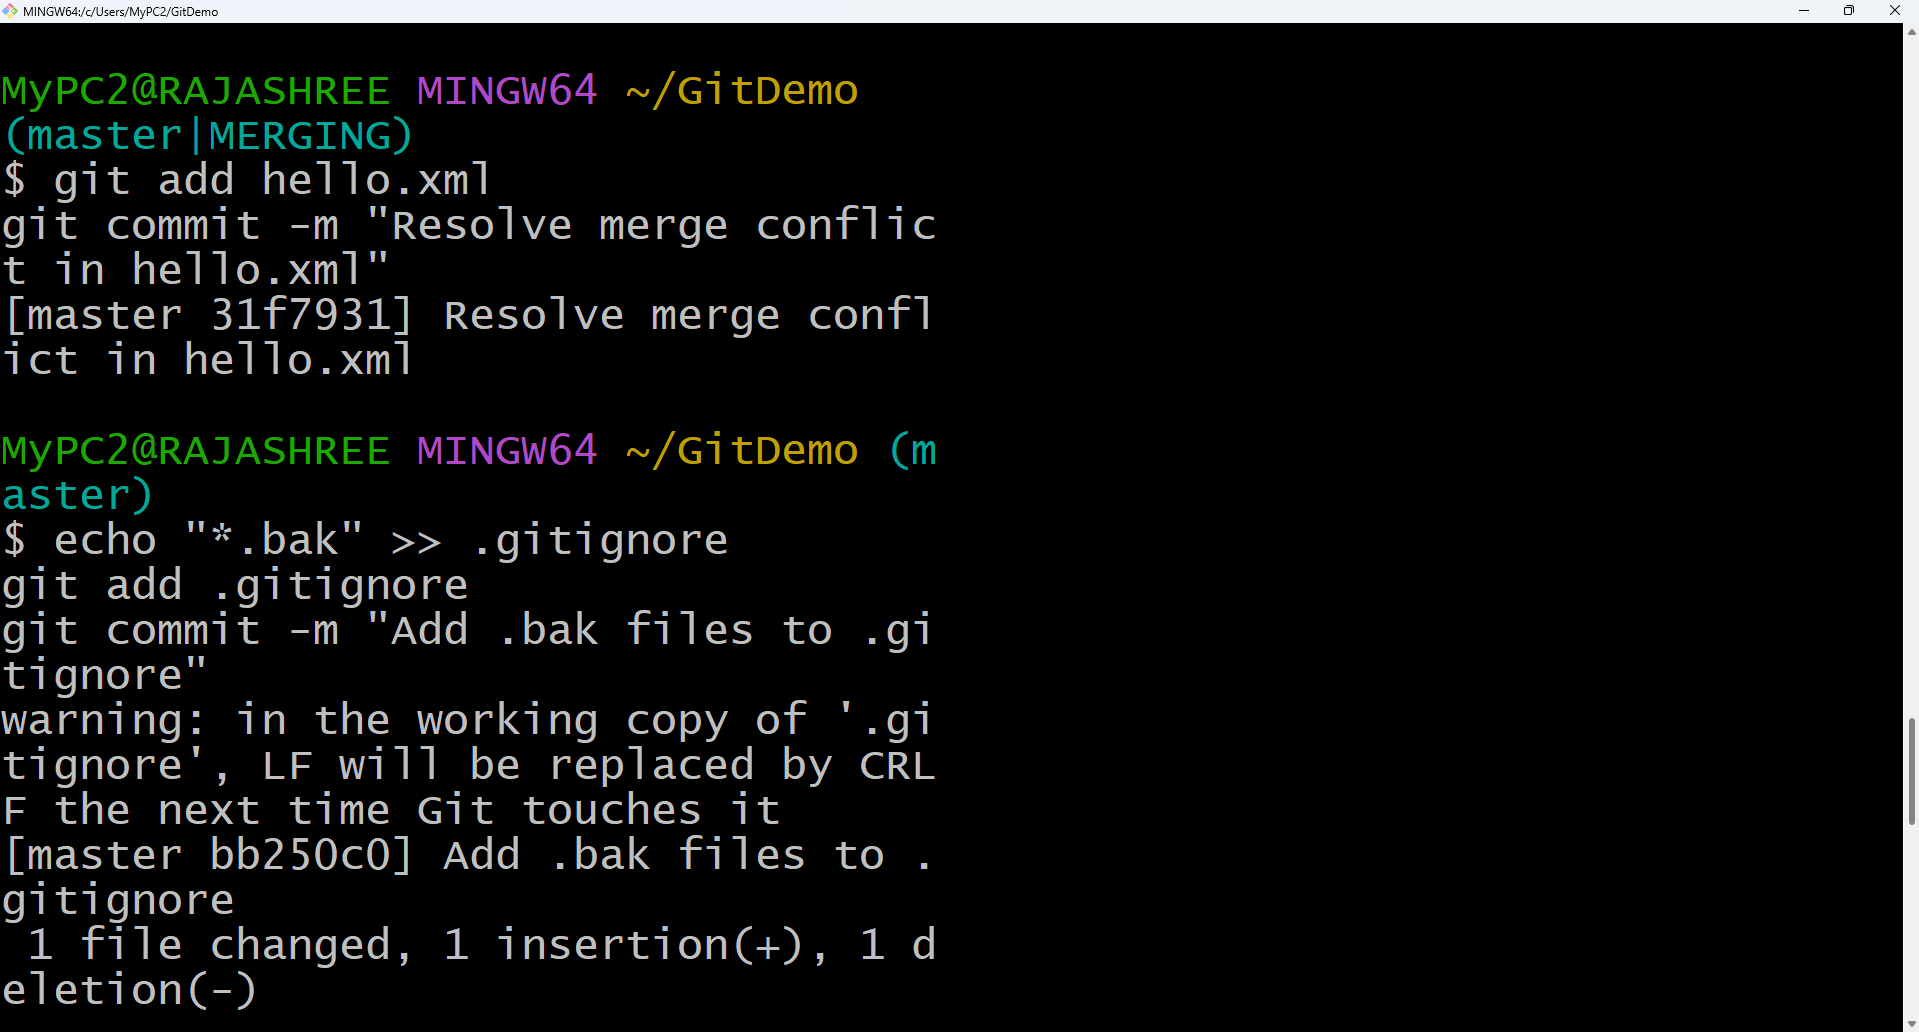 MINGW64:/c/Users/MyPC2/GitDemo
MyPC2@RAJASHREE MINGW64 ~/GitDemo
(master|MERGING)
$ git add hello.xml
git commit -m "Resolve merge conflic
t in hello.xml"
[master 31f7931] Resolve merge confl
ict in hello.xml
MyPC2@RAJASHREE MINGW64 ~/GitDemo (m
aster)
$ echo "*.bak" >> .gitignore
git add .gitignore
git commit -m "Add .bak files to .gi
tignore"
warning: in the working copy of '.gi
tignore', LF will be replaced by CRL
F the next time Git touches it
[master bb250c0] Add .bak files to .
gitignore
 1 file changed, 1 insertion(+), 1 d
eletion(-)